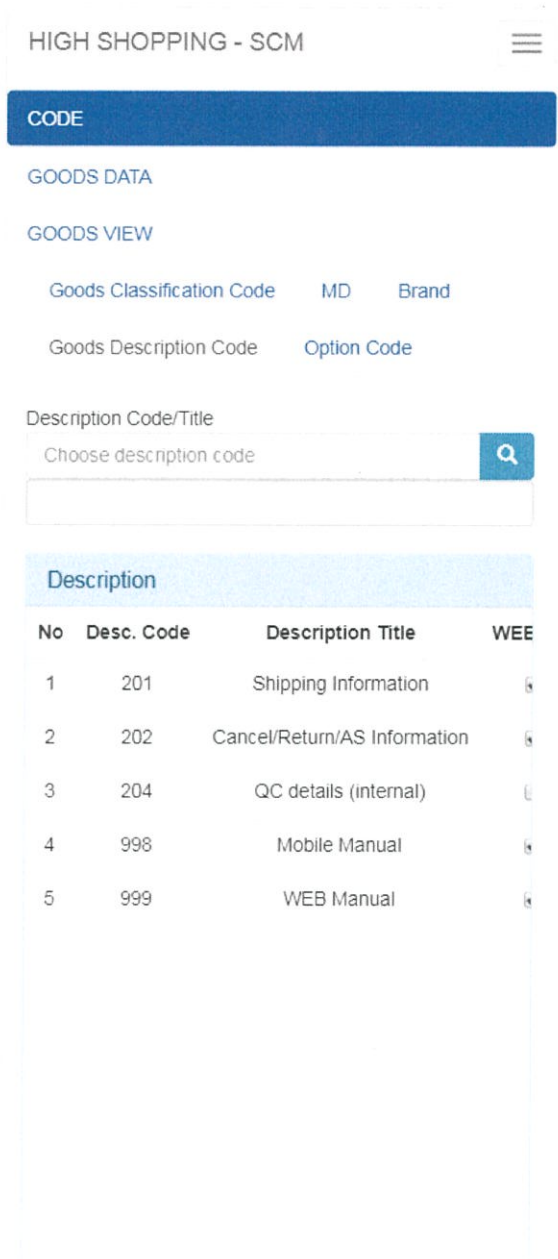 HIGH SHOPPING - SCM
CODE
GOODS DATA
GOODS VIEW
Goods Classification Code MD Brand
Goods Description Code Option Code
Description Code/Title
Choose description code
Description
No Desc. Code Description Title WEE
1 201 Shipping Information
2 202 Cancel/Return/AS Information
3 204 QC details (internal)
4 998 Mobile Manual
5 999 WEB Manual